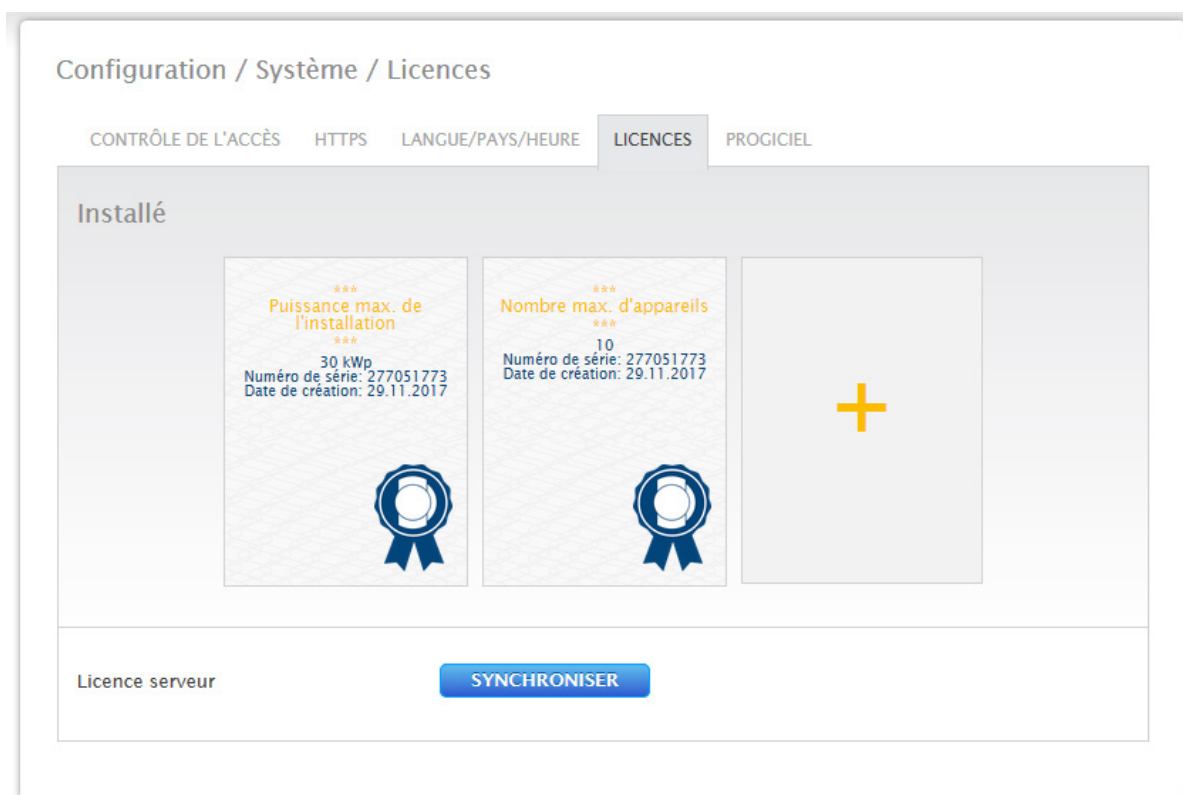 Configuration / Système / Licences
CONTRÔLE DE L'ACCÈS HTTPS LANGUE/PAYS/HEURE LICENCES PROGICIEL
Installé
***
Puissance max. de
l'installation
***
30 kWp
Numéro de série: 277051773
Date de création: 29.11.2017
***
Nombre max. d'appareils
***
10
Numéro de série: 277051773
Date de création: 29.11.2017
+
Licence serveur
SYNCHRONISER